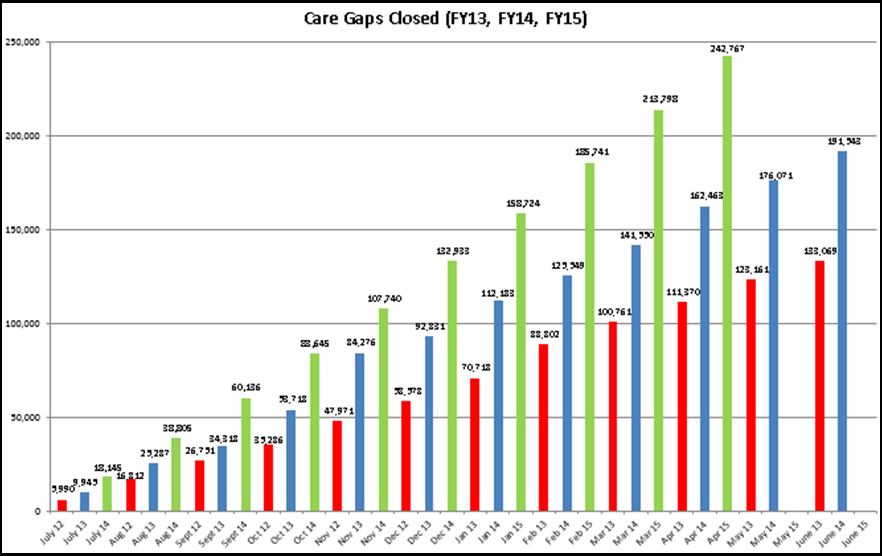 Care Gaps Closed (FY13, FY14, FY15)
250,000
200,000
150,000
100,000
50,000
0
5,990
9,945
18,145
16,812
25,287
38,805
26,751
34,318
60,136
35,286
53,718
88,645
47,971
84,276
107,740
58,578
92,831
132,933
70,718
112,183
158,724
88,802
125,549
185,741
100,761
141,550
213,798
111,370
162,463
242,767
123,161
176,071
133,069
191,543
July 12
July 13
July 14
Aug 12
Aug 13
Aug 14
Sept 12
Sept 13
Sept 14
Oct 12
Oct 13
Oct 14
Nov 12
Nov 13
Nov 14
Dec 12
Dec 13
Dec 14
Jan 13
Jan 14
Jan 15
Feb 13
Feb 14
Feb 15
Mar 13
Mar 14
Mar 15
Apr 13
Apr 14
Apr 15
May 13
May 14
May 15
June 13
June 14
June 15